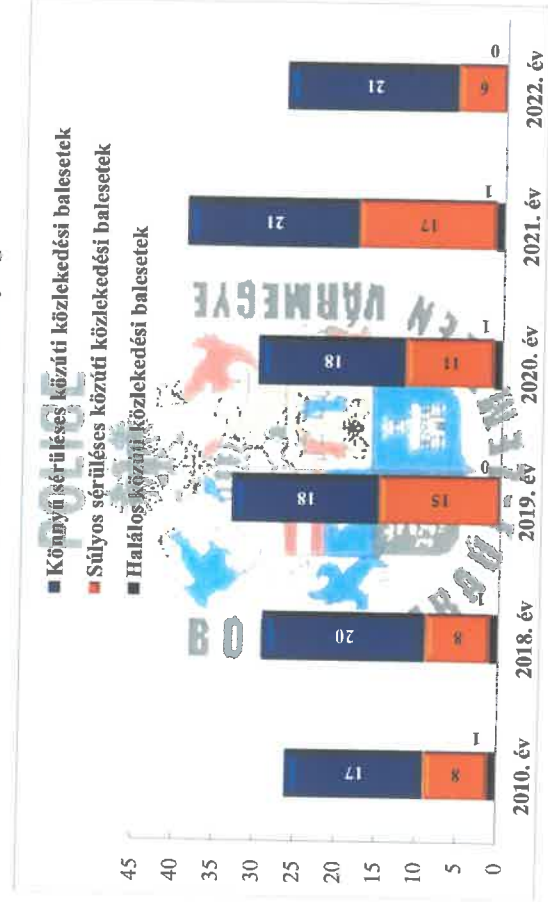 POLICE
VÁRMEGYE
Könnyű sérüléses közúti közlekedési balesetek
Súlyos sérüléses közúti közlekedési balesetek
Halálos közúti közlekedési balesetek
45
40
35
30
25
20
15
10
5
0
17
8
1
2010. év
20
8
1
2018. év
18
15
0
2019. év
18
11
1
2020. év
21
17
1
2021. év
21
6
0
2022. év